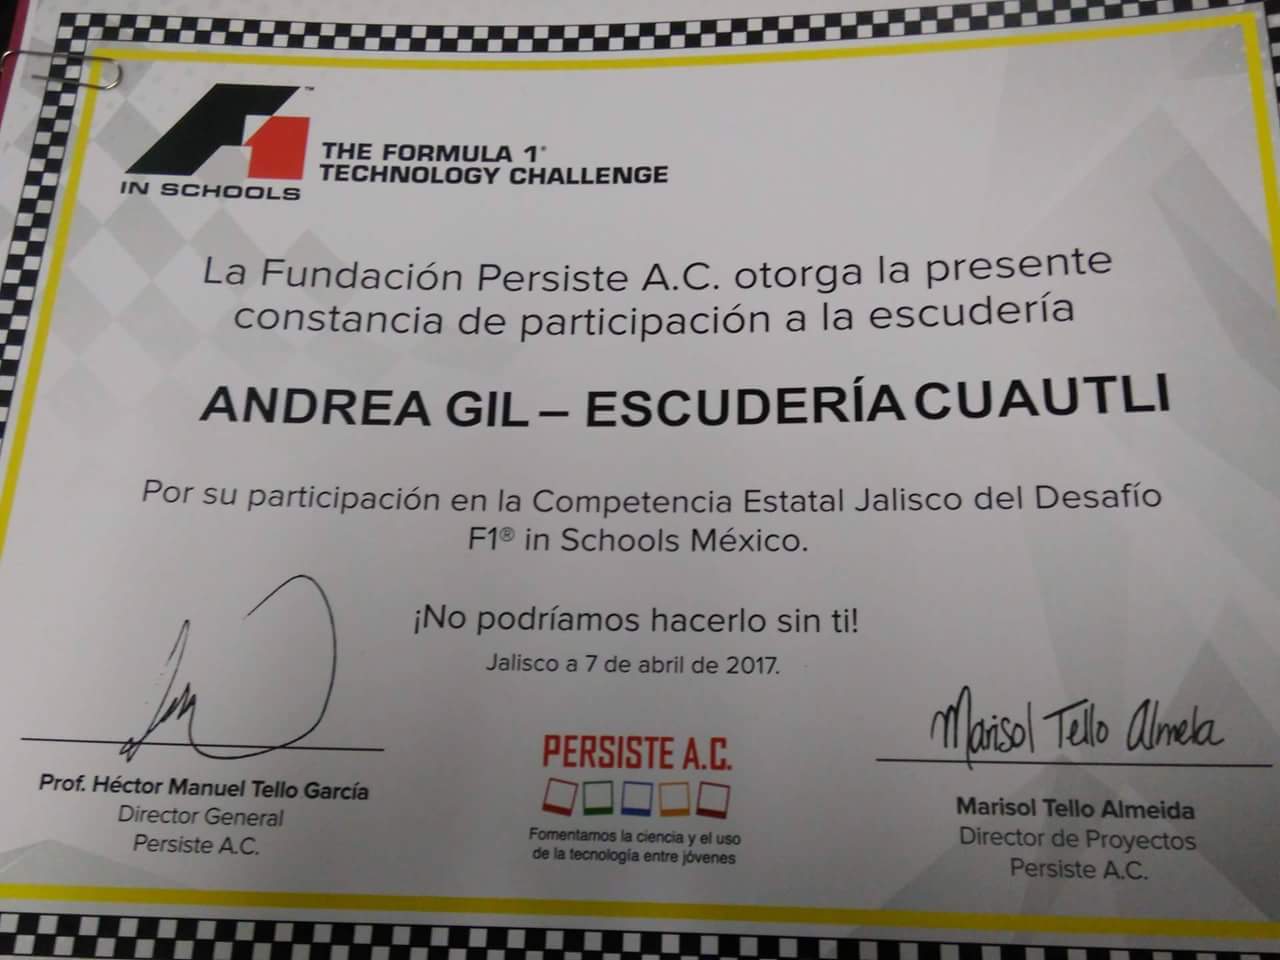 IN SCHOOLS™
THE FORMULA 1®
TECHNOLOGY CHALLENGE
La Fundación Persiste A.C. otorga la presente
constancia de participación a la escudería
ANDREA GIL – ESCUDERÍA CUAUTLI
Por su participación en la Competencia Estatal Jalisco del Desafío
F1® in Schools México.
¡No podríamos hacerlo sin ti!
Jalisco a 7 de abril de 2017.
Prof. Héctor Manuel Tello García
Director General
Persiste A.C.
PERSISTE A.C.
Fomentamos la ciencia y el uso
de la tecnología entre jóvenes
Marisol Tello Almeida
Marisol Tello Almeida
Director de Proyectos
Persiste A.C.